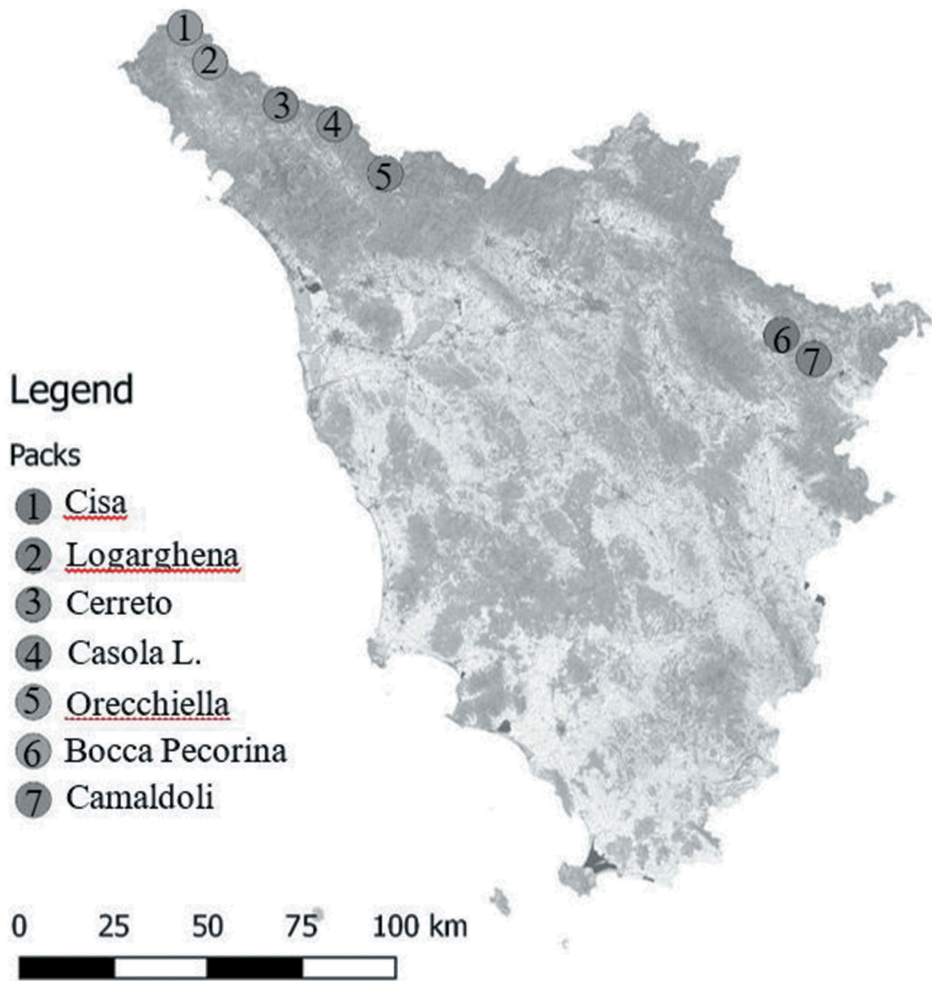 1
2
3
4
5
6
7
Legend
Packs
1 Cisa
2 Logarghena
3 Cerreto
4 Casola L.
5 Orecchiella
6 Bocca Pecorina
7 Camaldoli
0 25 50 75 100 km